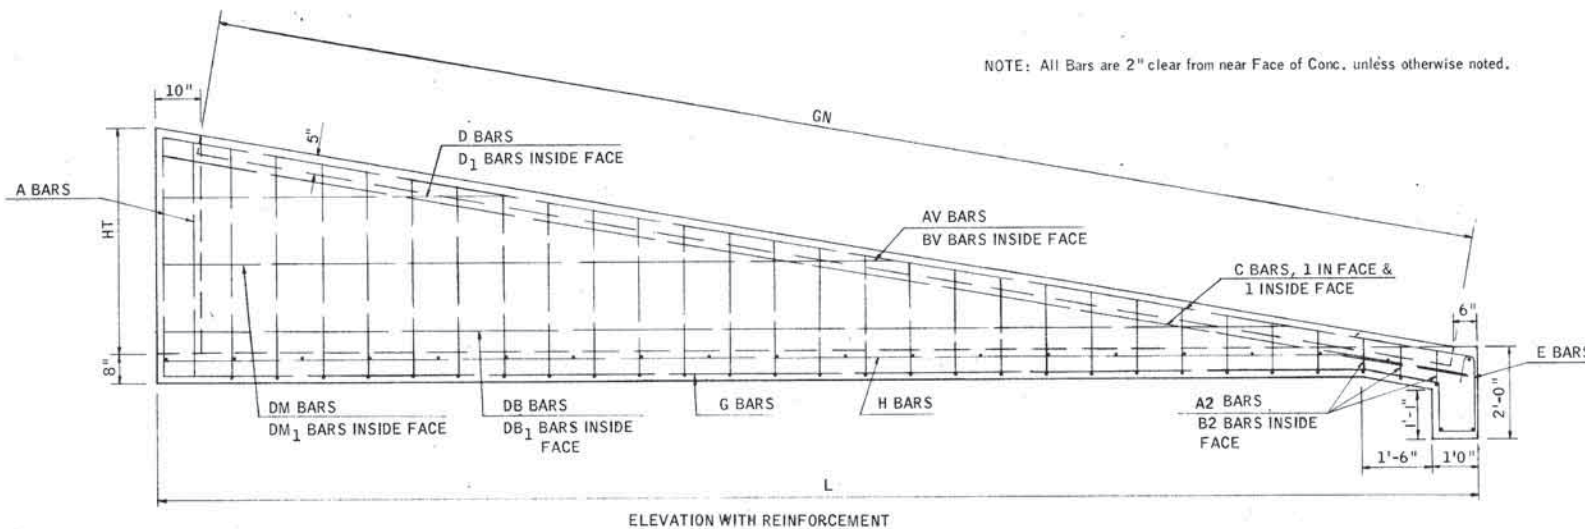 NOTE: All Bars are 2" clear from near Face of Conc. unless otherwise noted.
10"
GN
5"
D BARS
D1 BARS INSIDE FACE
A BARS
HT
AV BARS
BV BARS INSIDE FACE
C BARS, 1 IN FACE &
1 INSIDE FACE
6"
8"
E BARS
2'-0"
1'-1"
DM BARS
DM1 BARS INSIDE FACE
DB BARS
DB1 BARS INSIDE
FACE
G BARS
H BARS
A2 BARS
B2 BARS INSIDE
FACE
1'-6"
1'0"
L
ELEVATION WITH REINFORCEMENT